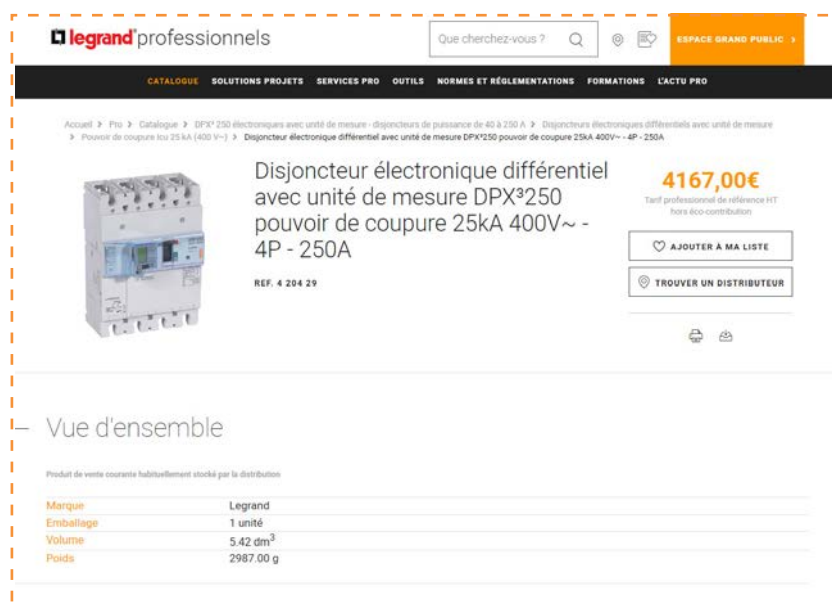 legrand professionnels
Que cherchez-vous ?
ESPACE GRAND PUBLIC >
CATALOGUE SOLUTIONS PROJETS SERVICES PRO OUTILS NORMES ET RÉGLEMENTATIONS FORMATIONS L'ACTU PRO
Accueil > Pro > Catalogue > DPX³ 250 électroniques avec unité de mesure - disjoncteurs de puissance de 40 à 250 A > Disjoncteurs électroniques différentiels avec unité de mesure
> Pouvoir de coupure Icu 25 kA (400 V~) > Disjoncteur électronique différentiel avec unité de mesure DPX³250 pouvoir de coupure 25kA 400V~ - 4P - 250A
Disjoncteur électronique différentiel
avec unité de mesure DPX³250
pouvoir de coupure 25kA 400V~ -
4P - 250A
REF. 4 204 29
4167,00€
Tarif professionnel de référence HT
hors éco-contribution
AJOUTER À MA LISTE
TROUVER UN DISTRIBUTEUR
Vue d'ensemble
Produit de vente courante habituellement stocké par la distribution
Marque Legrand
Emballage 1 unité
Volume 5.42 dm³
Poids 2987.00 g